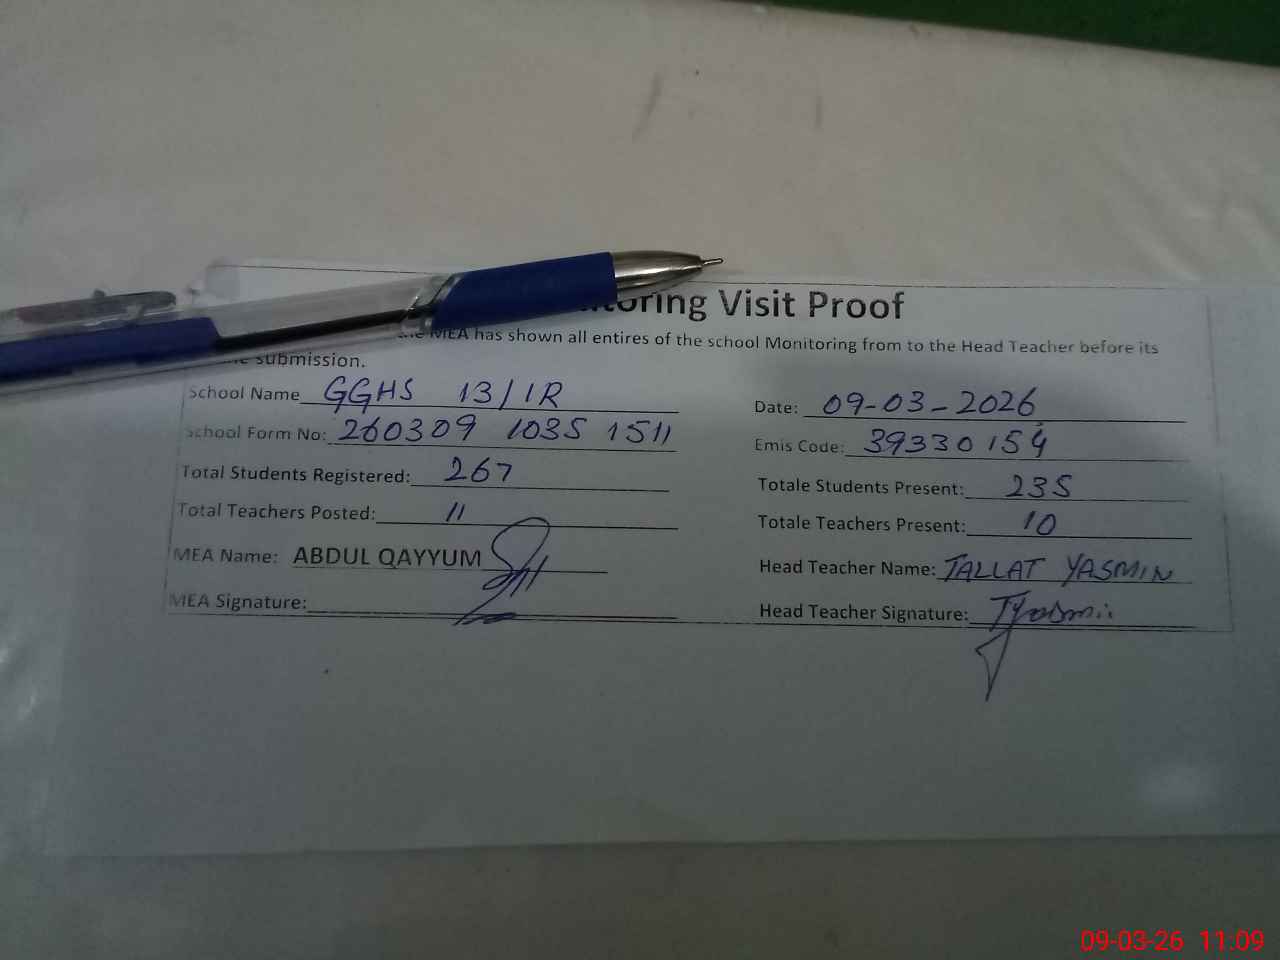 Visit Proof
MEA has shown all entires of the school Monitoring from to the Head Teacher before its
submission.
School Name GGHS 13/1R
Date: 09-03-2026
School Form No: 260309 1035 1511
Emis Code: 39330154
Total Students Registered: 267
Totale Students Present: 235
Total Teachers Posted: 11
Totale Teachers Present: 10
MEA Name: ABDUL QAYYUM
Head Teacher Name: TALLAT YASMIN
MEA Signature:
Head Teacher Signature: TYasmin
09-03-26 11:09